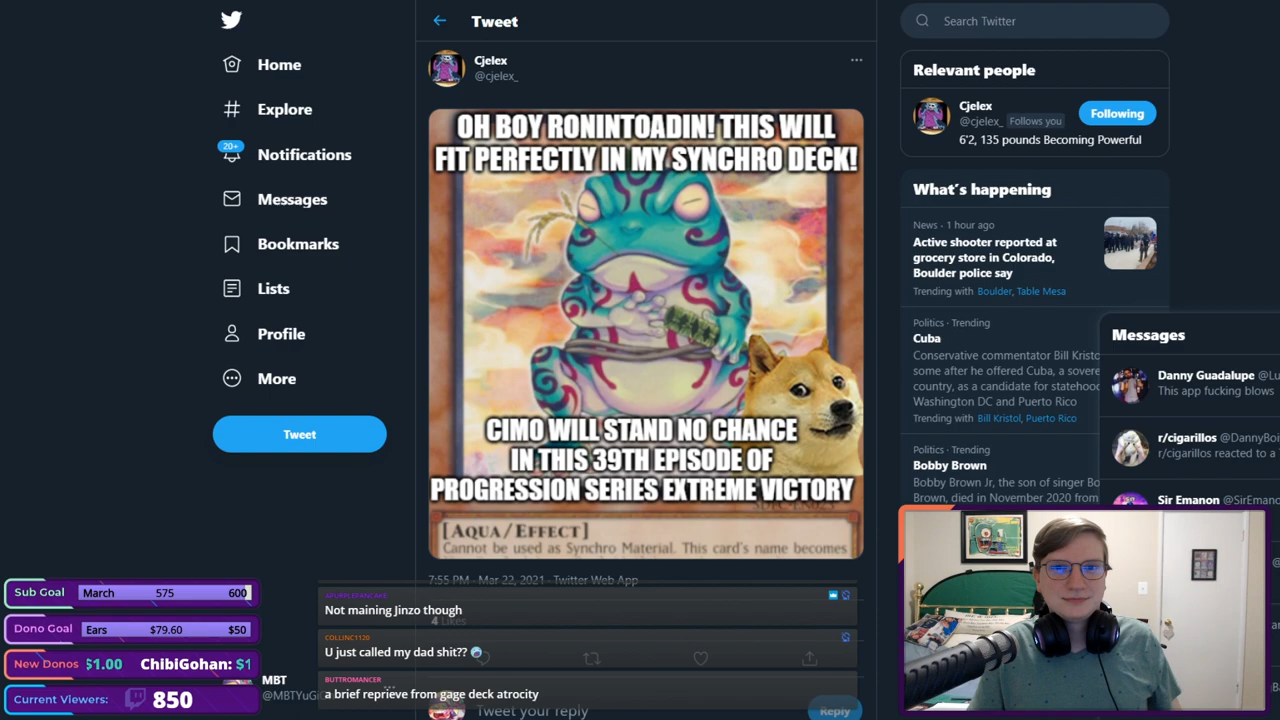 Home
Explore
20+
Notifications
Messages
Bookmarks
Lists
Profile
More
Tweet
Tweet
Cjelex
@cjelex_
OH BOY RONINTOADIN! THIS WILL
FIT PERFECTLY IN MY SYNCHRO DECK!
CIMO WILL STAND NO CHANCE
IN THIS 39TH EPISODE OF
PROGRESSION SERIES EXTREME VICTORY
[AQUA/EFFECT]
Cannot be used as Synchro Material. This card's name becomes
7:55 PM · Mar 22, 2021 · Twitter Web App
4 Likes
Tweet your reply
Reply
Search Twitter
Relevant people
Cjelex
@cjelex_ Follows you
Following
6'2, 135 pounds Becoming Powerful
What's happening
News · 1 hour ago
Active shooter reported at
grocery store in Colorado,
Boulder police say
Trending with Boulder, Table Mesa
Politics · Trending
Cuba
Conservative commentator Bill Kristo
some after he offered Cuba, a sovere
country, as a candidate for statehood
Washington DC and Puerto Rico
Trending with Bill Kristol, Puerto Rico
Politics · Trending
Bobby Brown
Bobby Brown Jr, the son of singer Bo
Brown, died in November 2020 from
Messages
Danny Guadalupe @Lu
This app fucking blows
r/cigarillos @DannyBoi
r/cigarillos reacted to a
Sir Emanon @SirEmano
Sub Goal
March 575 600
Dono Goal
Ears $79.60 $50
New Donos
$1.00 ChibiGohan: $1
Current Viewers:
850
MBT
@MBTYuG
Not maining Jinzo though
COLLINC1120
U just called my dad shit??
BUTTROMANCER
a brief reprieve from gage deck atrocity